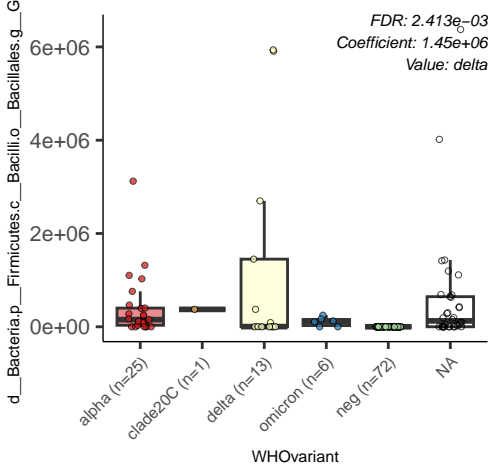 d__Bacteria.p__Firmicutes.c__Bacilli.o__Bacillales.g__G
FDR: 2.413e−03
Coefficient: 1.45e+06
Value: delta
6e+06
4e+06
2e+06
0e+00
alpha (n=25)
clade20C (n=1)
delta (n=13)
omicron (n=6)
neg (n=72)
NA
WHOvariant